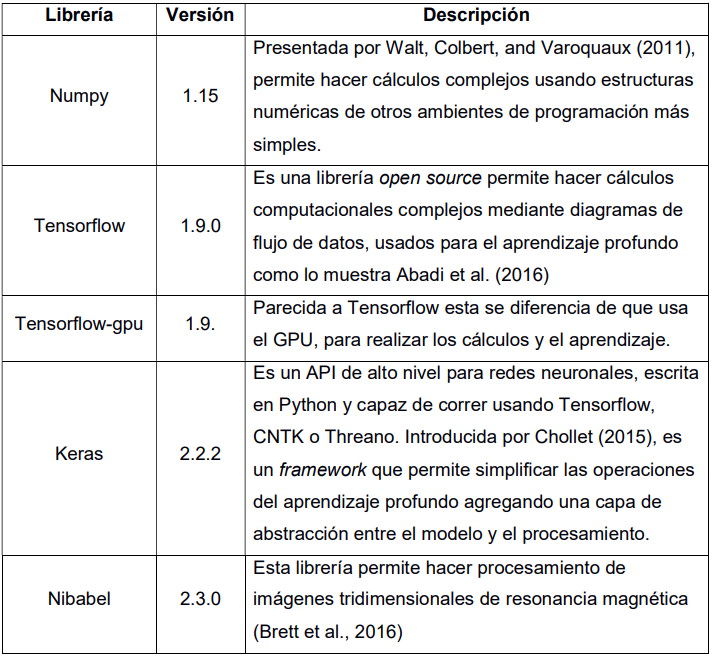 Librería Versión Descripción
Numpy 1.15
Presentada por Walt, Colbert, and Varoquaux (2011),
permite hacer cálculos complejos usando estructuras
numéricas de otros ambientes de programación más
simples.
Tensorflow 1.9.0
Es una librería open source permite hacer cálculos
computacionales complejos mediante diagramas de
flujo de datos, usados para el aprendizaje profundo
como lo muestra Abadi et al. (2016)
Tensorflow-gpu 1.9.
Parecida a Tensorflow esta se diferencia de que usa
el GPU, para realizar los cálculos y el aprendizaje.
Keras 2.2.2
Es un API de alto nivel para redes neuronales, escrita
en Python y capaz de correr usando Tensorflow,
CNTK o Threano. Introducida por Chollet (2015), es
un framework que permite simplificar las operaciones
del aprendizaje profundo agregando una capa de
abstracción entre el modelo y el procesamiento.
Nibabel 2.3.0
Esta librería permite hacer procesamiento de
imágenes tridimensionales de resonancia magnética
(Brett et al., 2016)